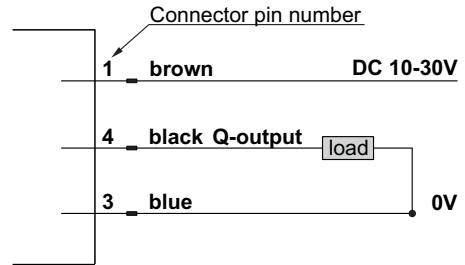 Connector pin number
1 brown DC 10-30V
4 black Q-output load
3 blue 0V